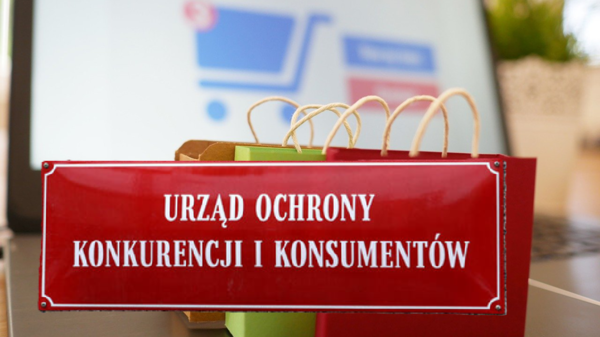 URZĄD OCHRONY
KONKURENCJI I KONSUMENTÓW